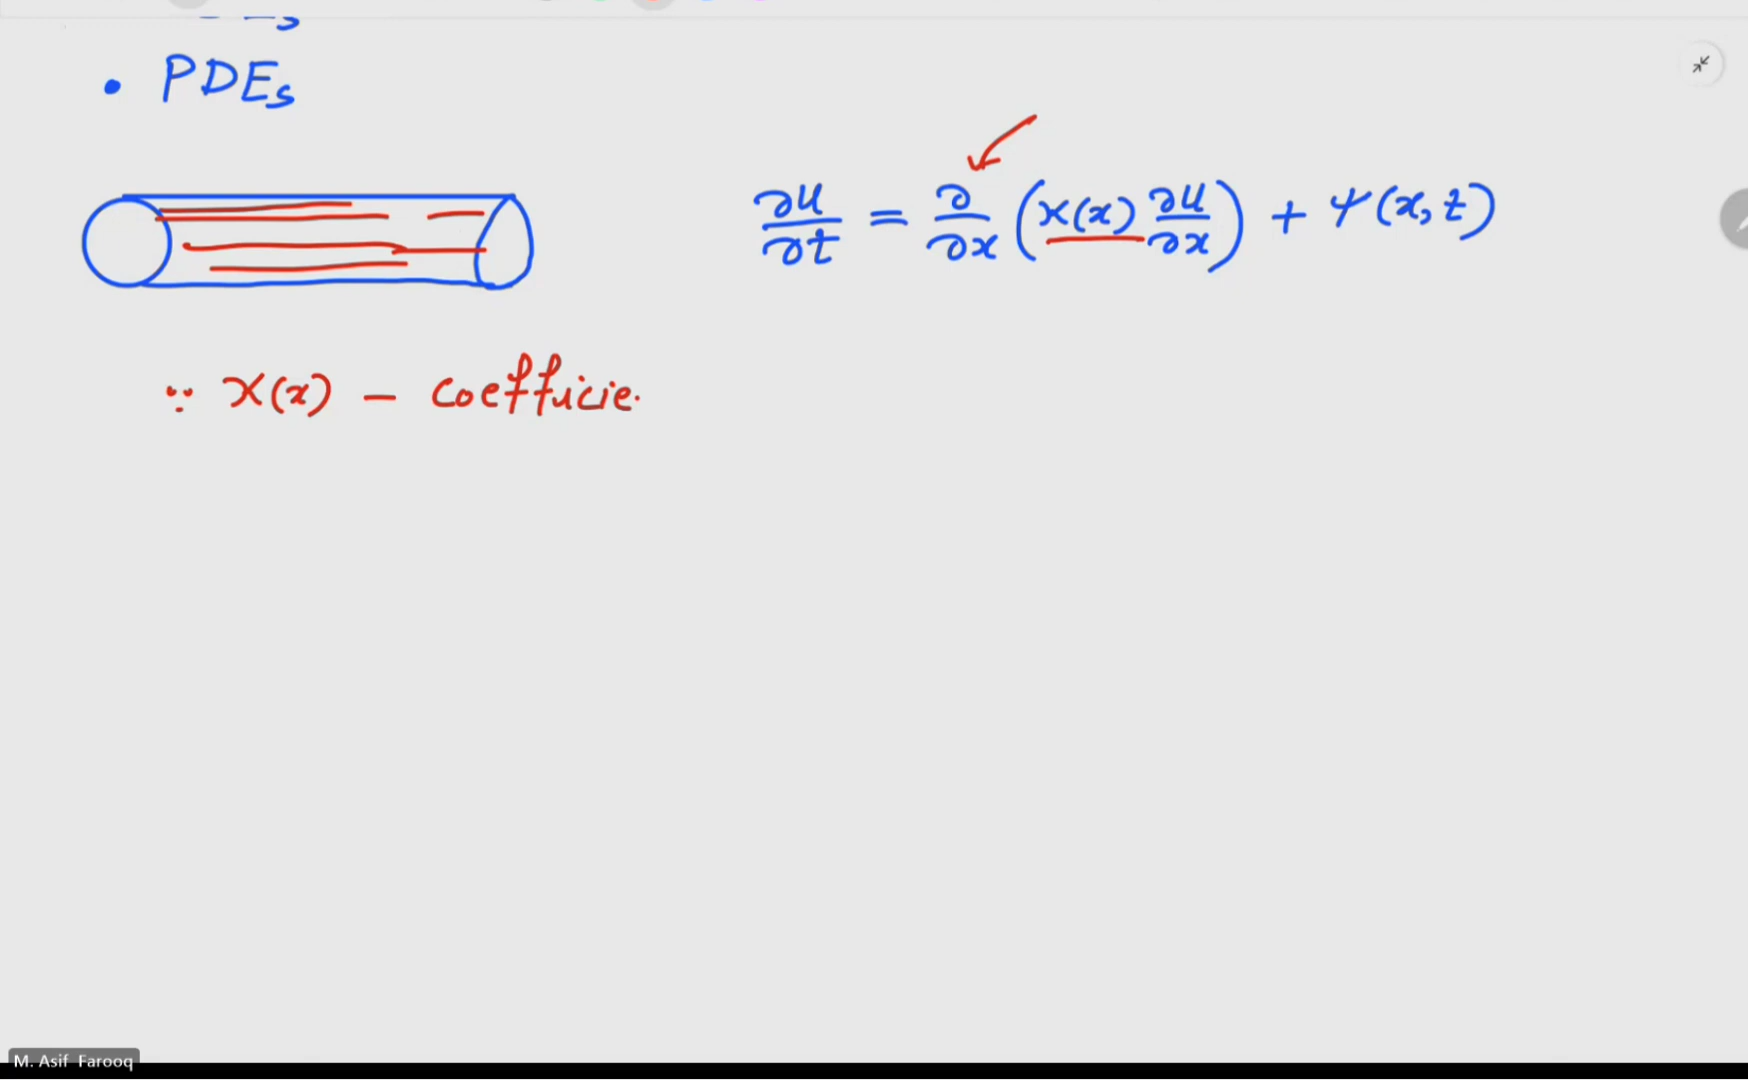 • PDEs
∂u/∂t = ∂/∂x (x(x) ∂u/∂x) + ψ(x, t)
∵ X(x) – coefficie.
M. Asif Farooq